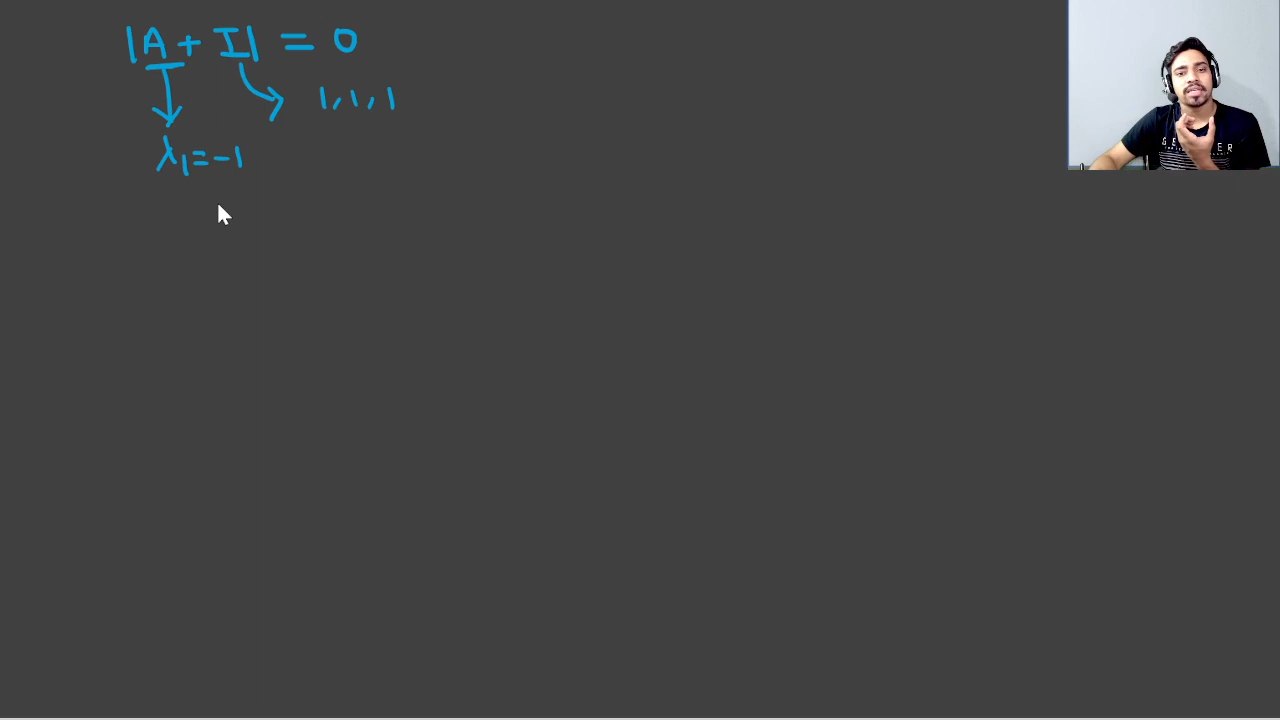 |A + I| = 0
1, 1, 1
λ₁ = -1